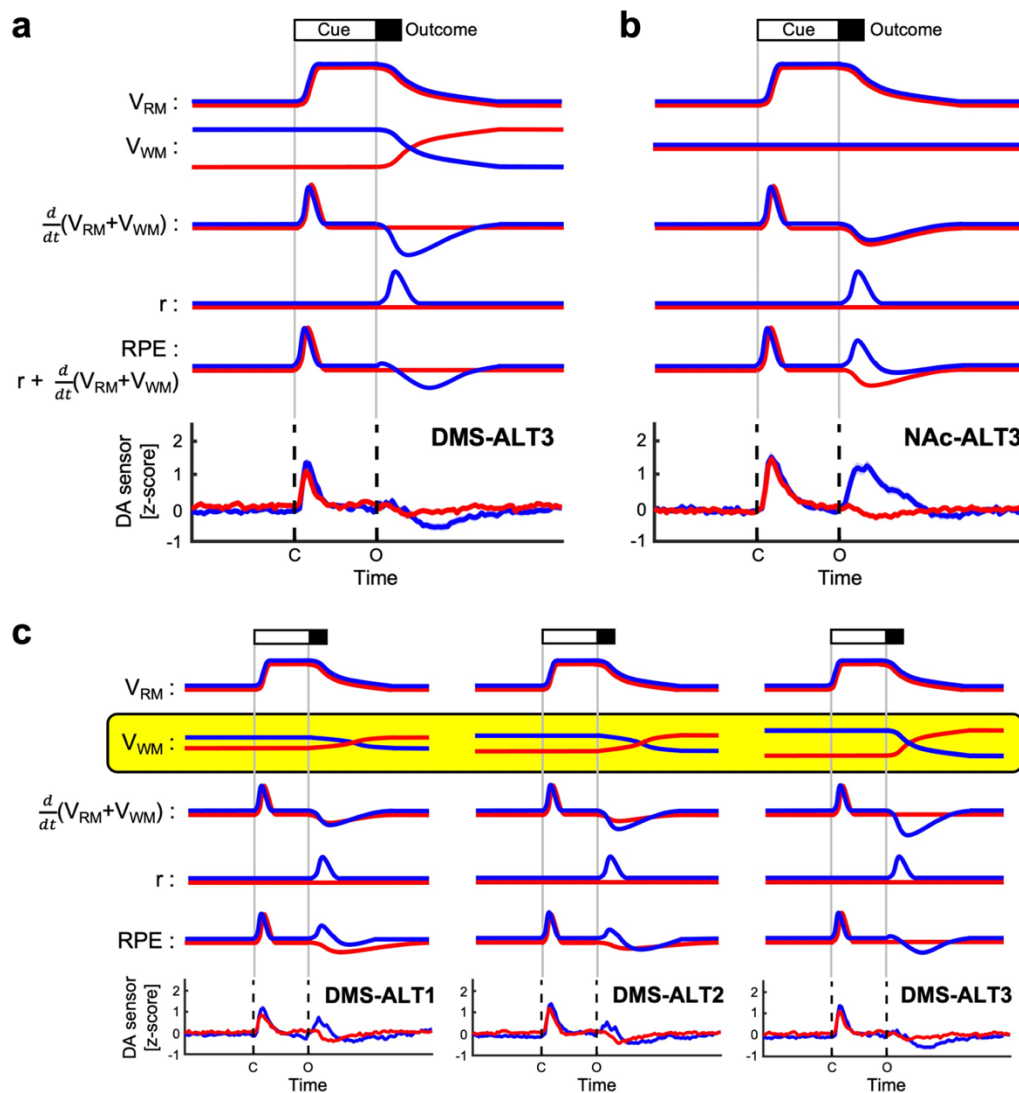 a
b
Cue
Outcome
Cue
Outcome
V_RM :
V_WM :
d/dt(V_RM+V_WM) :
r :
RPE :
r + d/dt(V_RM+V_WM)
DMS-ALT3
NAc-ALT3
DA sensor
[z-score]
2
1
0
-1
C
O
Time
DA sensor
[z-score]
2
1
0
-1
C
O
Time
c
V_RM :
V_WM :
d/dt(V_RM+V_WM) :
r :
RPE :
DMS-ALT1
DMS-ALT2
DMS-ALT3
DA sensor
[z-score]
2
1
0
-1
C
O
Time
2
1
0
-1
C
O
Time
2
1
0
-1
C
O
Time